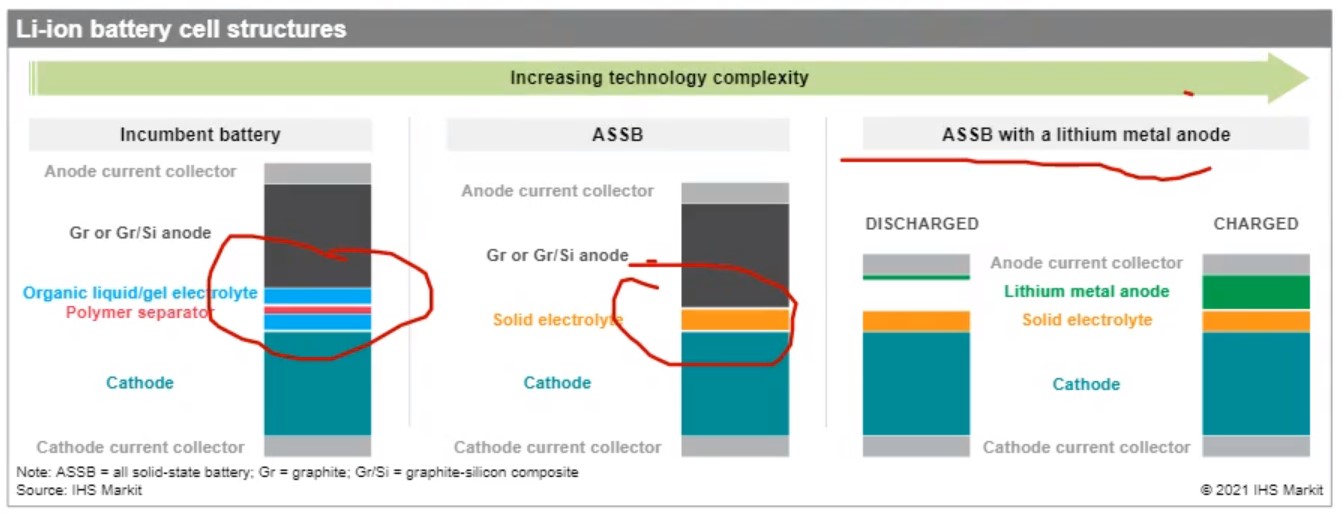 Li-ion battery cell structures
Increasing technology complexity
Incumbent battery
Anode current collector
Gr or Gr/Si anode
Organic liquid/gel electrolyte
Polymer separator
Cathode
Cathode current collector
ASSB
Anode current collector
Gr or Gr/Si anode
Solid electrolyte
Cathode
Cathode current collector
ASSB with a lithium metal anode
DISCHARGED
CHARGED
Anode current collector
Lithium metal anode
Solid electrolyte
Cathode
Cathode current collector
Note: ASSB = all solid-state battery; Gr = graphite; Gr/Si = graphite-silicon composite
Source: IHS Markit
© 2021 IHS Markit